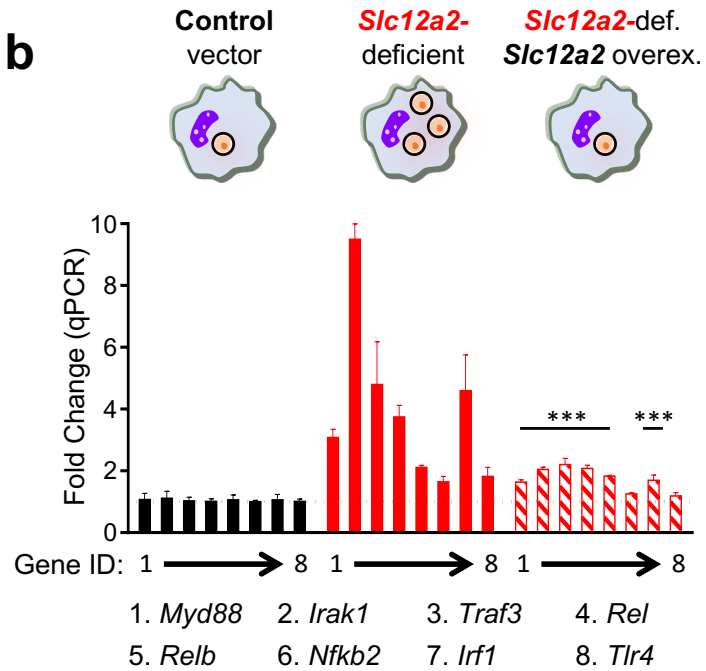 b
Control
vector
Slc12a2-
deficient
Slc12a2-def.
Slc12a2 overex.
Fold Change (qPCR)
10
8
6
4
2
0
*** ***
Gene ID: 1 8 1 8 1 8
1. Myd88 2. Irak1 3. Traf3 4. Rel
5. Relb 6. Nfkb2 7. Irf1 8. Tlr4